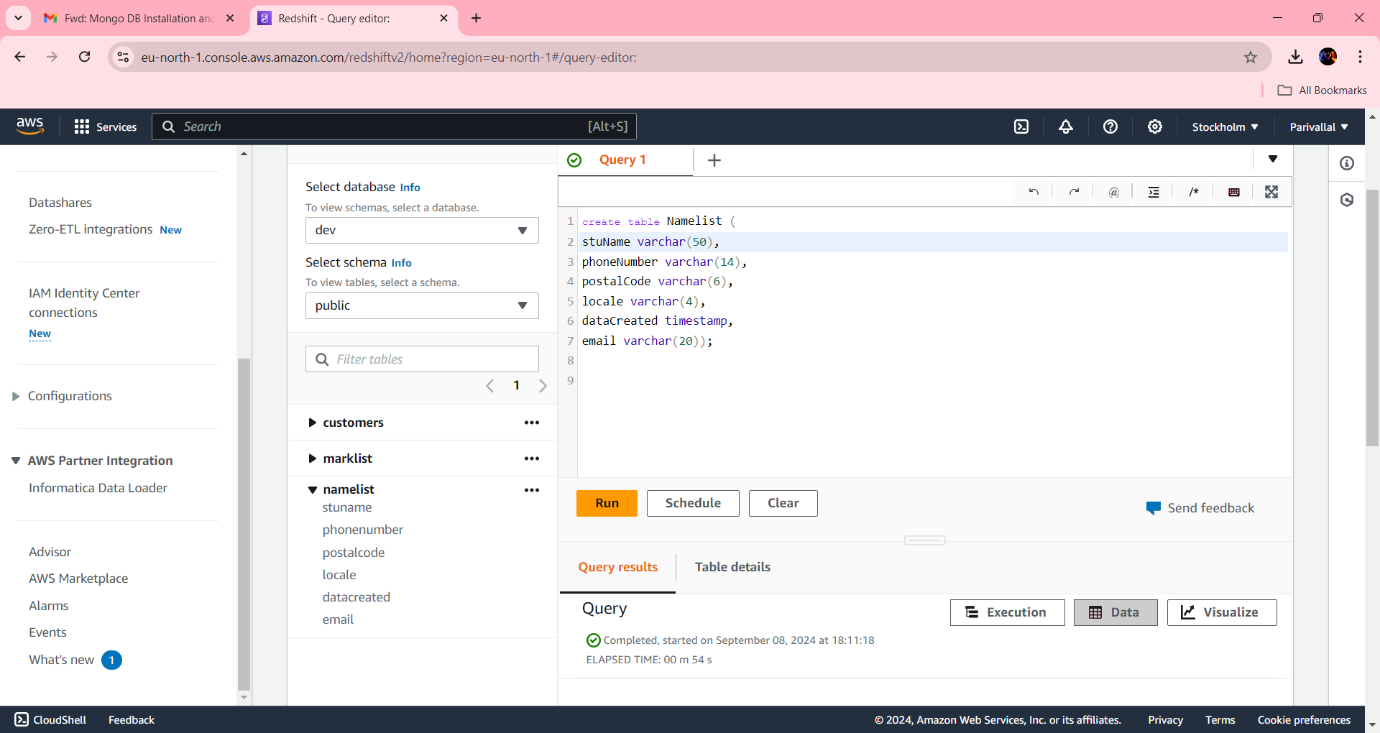 Fwd: Mongo DB Installation and
Redshift - Query editor:
eu-north-1.console.aws.amazon.com/redshiftv2/home?region=eu-north-1#/query-editor:
All Bookmarks
aws
Services
Search
[Alt+S]
Stockholm
Parivallal
Datashares
Zero-ETL integrations New
IAM Identity Center
connections
New
Configurations
AWS Partner Integration
Informatica Data Loader
Advisor
AWS Marketplace
Alarms
Events
What's new 1
Select database Info
To view schemas, select a database.
dev
Select schema Info
To view tables, select a schema.
public
Filter tables
1
customers
marklist
namelist
stuname
phonenumber
postalcode
locale
datacreated
email
Query 1
@
/*
1 create table Namelist (
2 stuName varchar(50),
3 phoneNumber varchar(14),
4 postalCode varchar(6),
5 locale varchar(4),
6 dataCreated timestamp,
7 email varchar(20));
8
9
Run
Schedule
Clear
Send feedback
Query results
Table details
Query
Execution
Data
Visualize
Completed, started on September 08, 2024 at 18:11:18
ELAPSED TIME: 00 m 54 s
CloudShell
Feedback
© 2024, Amazon Web Services, Inc. or its affiliates.
Privacy
Terms
Cookie preferences